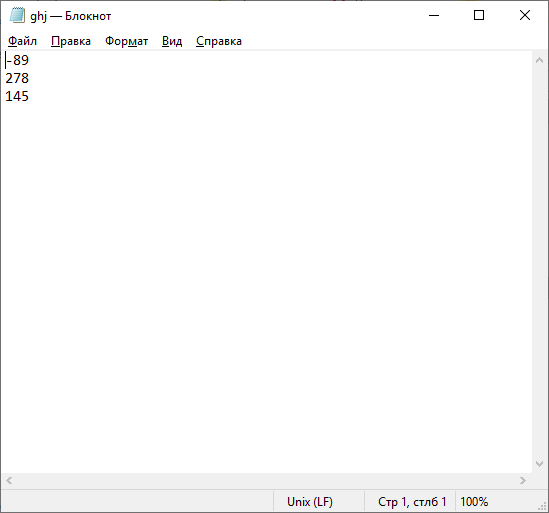 ghj — Блокнот
Файл Правка Формат Вид Справка
-89
278
145
Unix (LF) Стр 1, стлб 1 100%